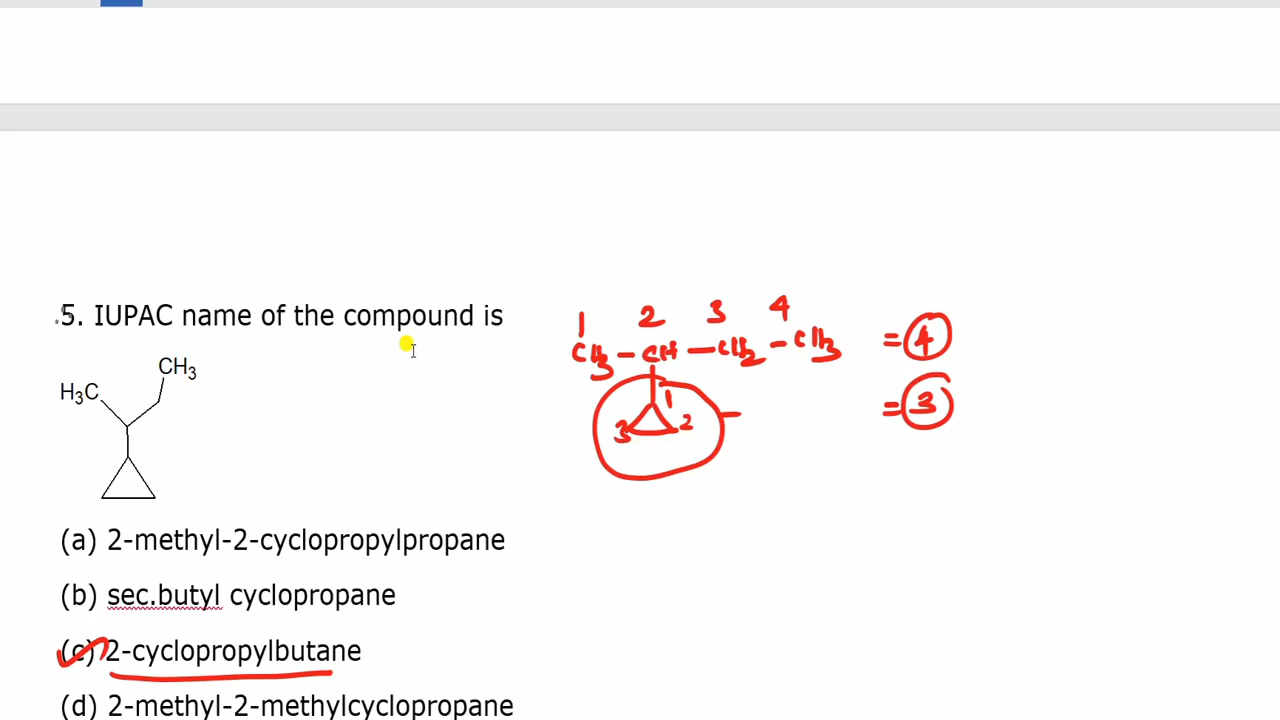 .5. IUPAC name of the compound is
CH3
H3C
(a) 2-methyl-2-cyclopropylpropane
(b) sec.butyl cyclopropane
(c) 2-cyclopropylbutane
(d) 2-methyl-2-methylcyclopropane
1 2 3 4
CH3 - CH - CH2 - CH3 = 4
1
3 2 = 3